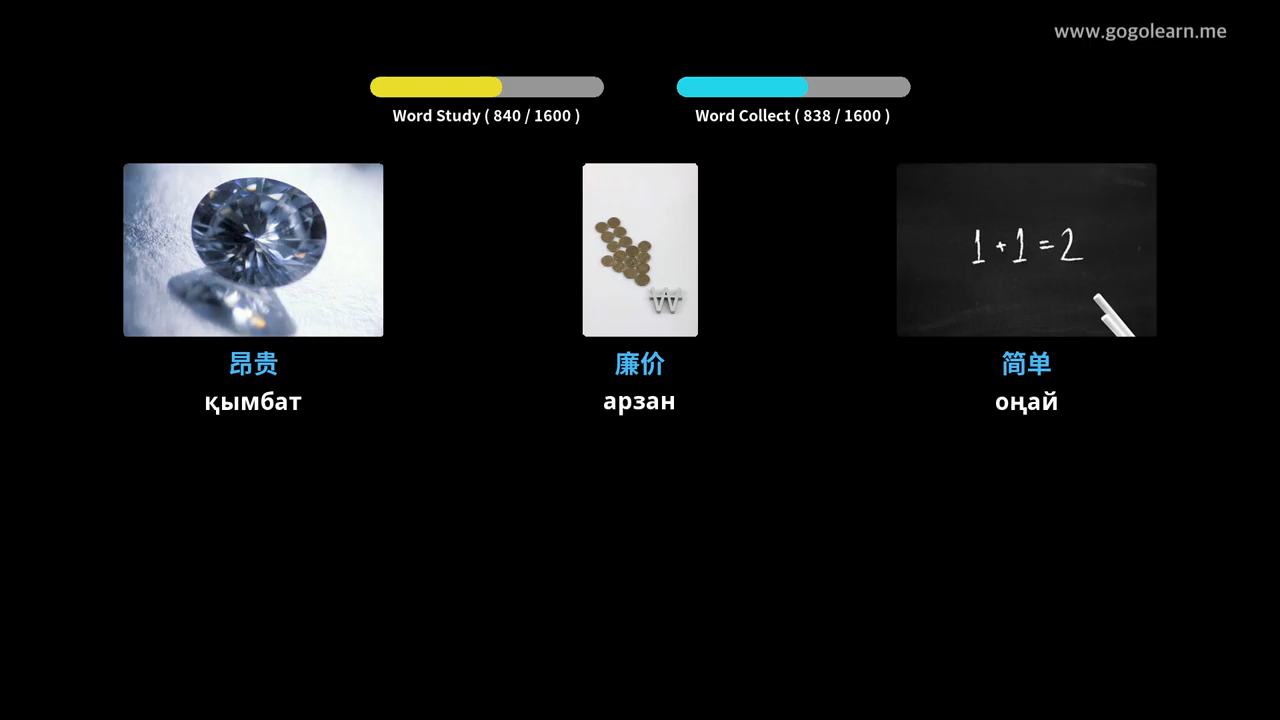 www.gogolearn.me
Word Study ( 840 / 1600 )
Word Collect ( 838 / 1600 )
₩
1 + 1 = 2
昂贵
廉价
简单
қымбат
арзан
оңай